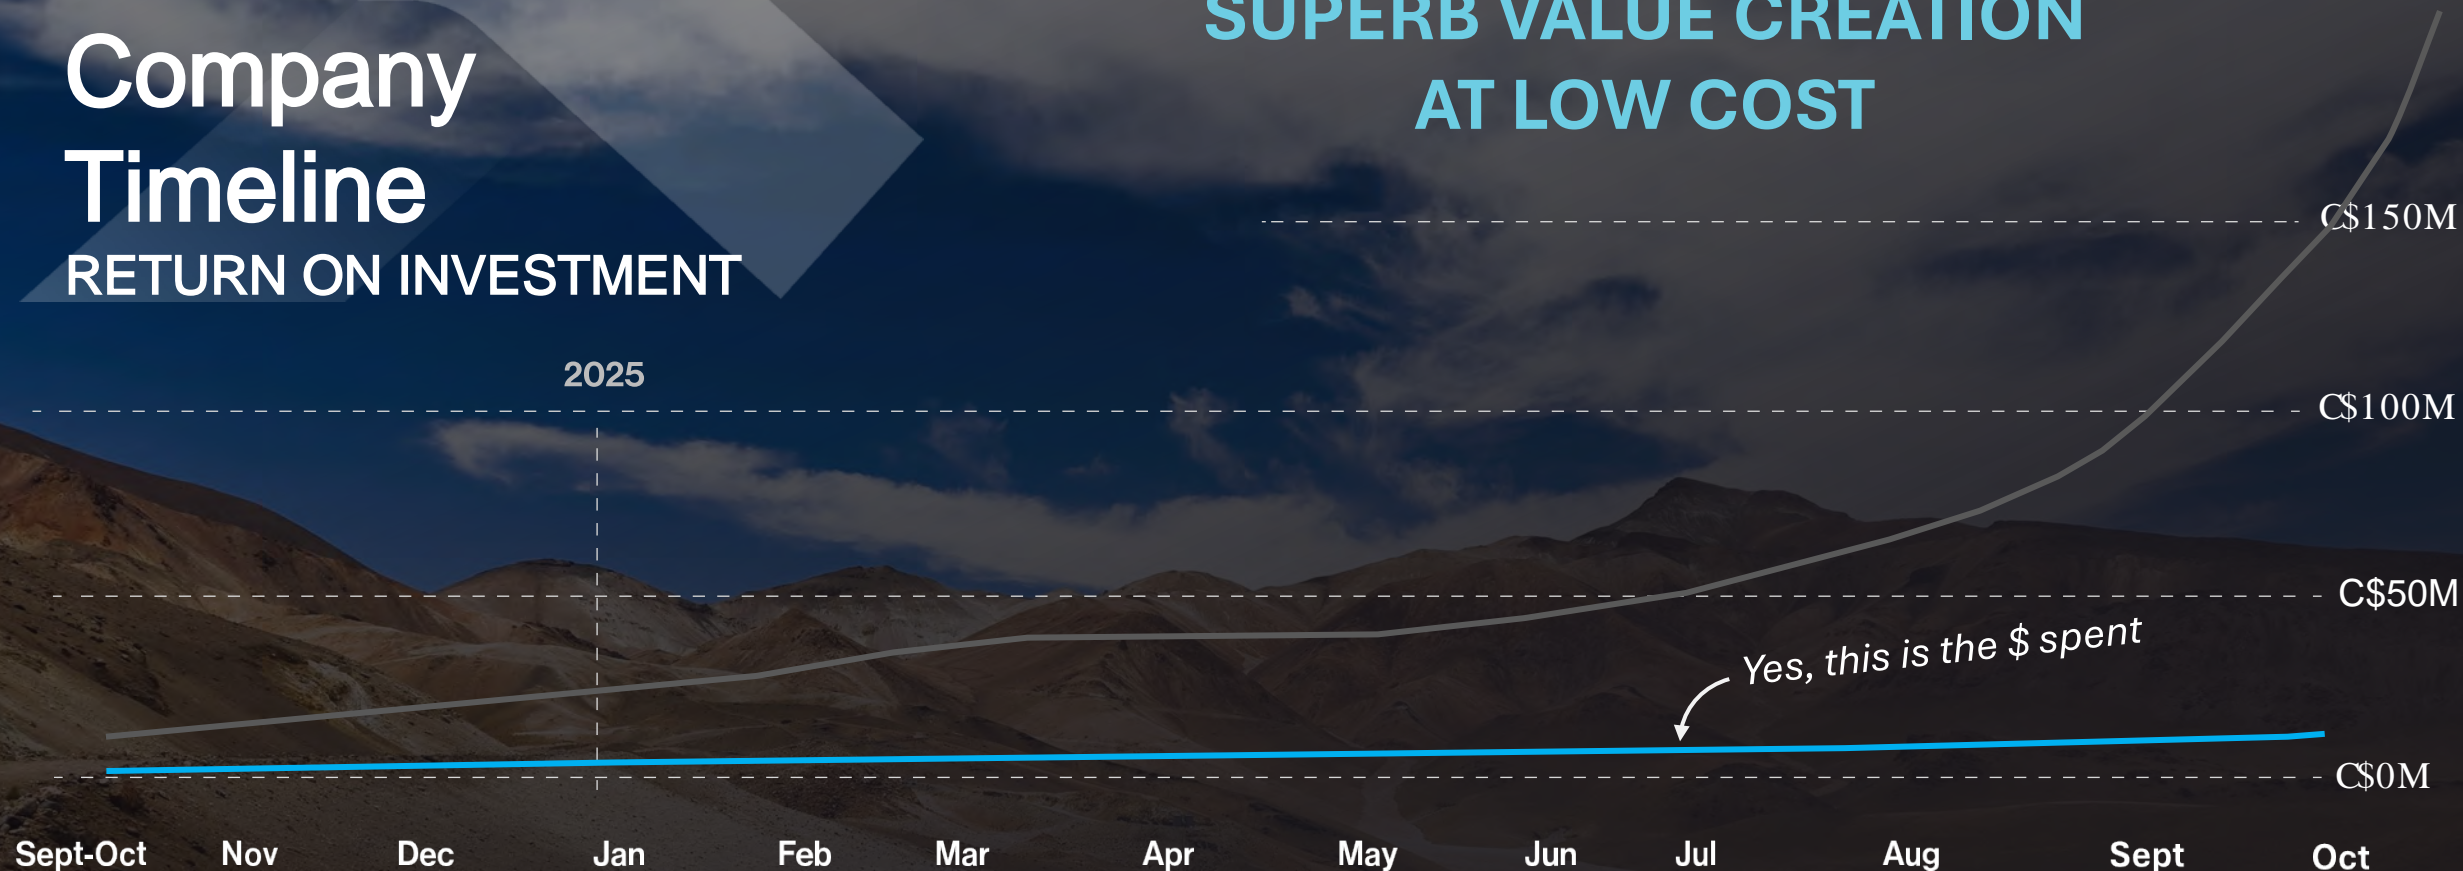 SUPERB VALUE CREATION
AT LOW COST
Company
Timeline
RETURN ON INVESTMENT
C$150M
2025
C$100M
C$50M
Yes, this is the $ spent
C$0M
Sept-Oct Nov Dec Jan Feb Mar Apr May Jun Jul Aug Sept Oct